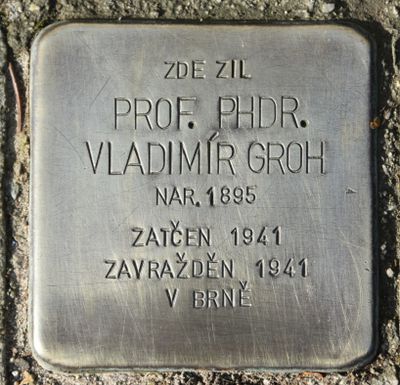 ZDE ŽIL
PROF. PHDR.
VLADIMÍR GROH
NAR. 1895
ZATČEN 1941
ZAVRAŽDĚN 1941
V BRNĚ